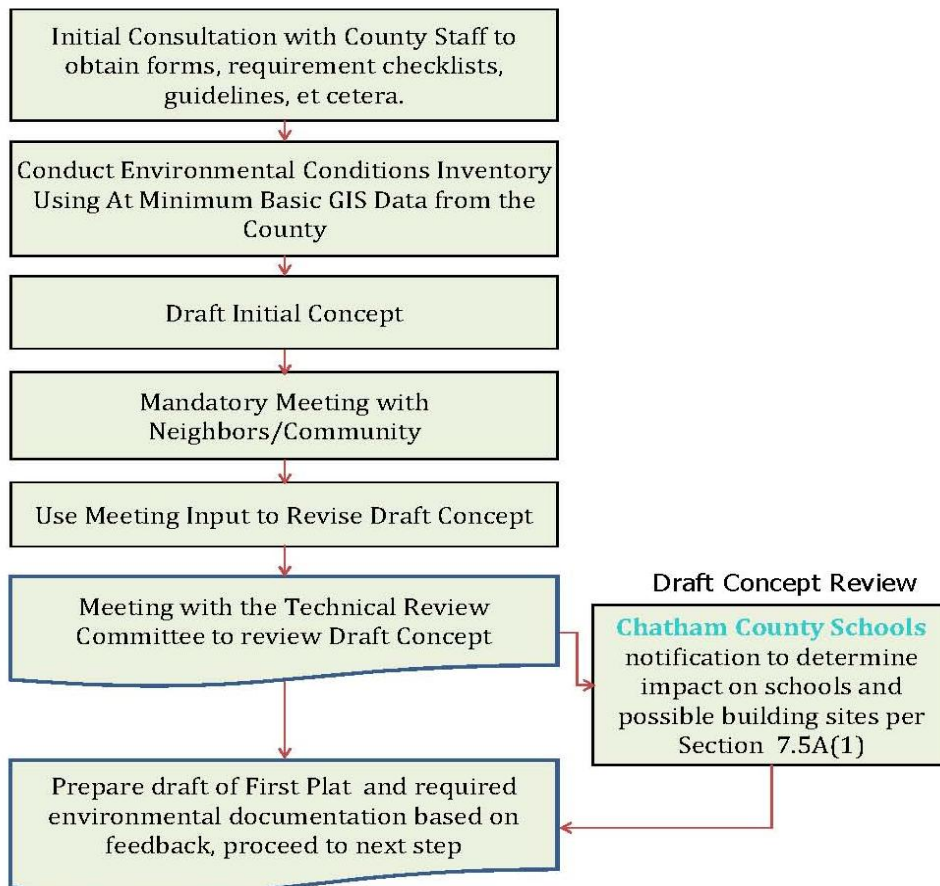 Initial Consultation with County Staff to
obtain forms, requirement checklists,
guidelines, et cetera.
Conduct Environmental Conditions Inventory
Using At Minimum Basic GIS Data from the
County
Draft Initial Concept
Mandatory Meeting with
Neighbors/Community
Use Meeting Input to Revise Draft Concept
Meeting with the Technical Review
Committee to review Draft Concept
Draft Concept Review
Chatham County Schools
notification to determine
impact on schools and
possible building sites per
Section 7.5A(1)
Prepare draft of First Plat and required
environmental documentation based on
feedback, proceed to next step